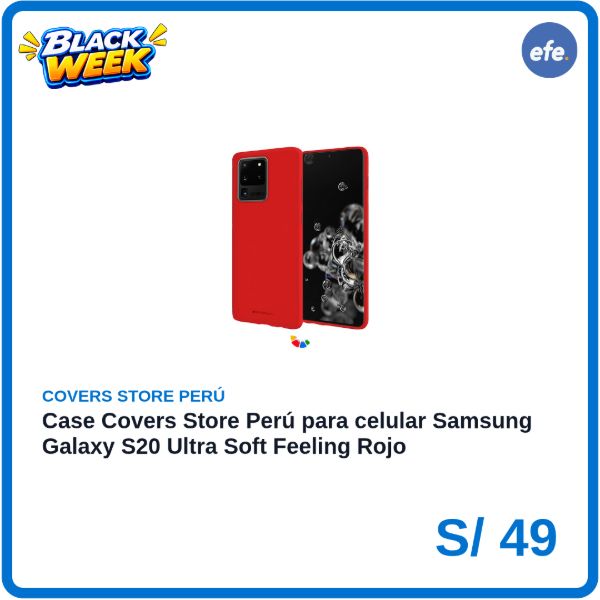 BLACK
WEEK
efe.
COVERS STORE PERÚ
Case Covers Store Perú para celular Samsung
Galaxy S20 Ultra Soft Feeling Rojo
S/ 49